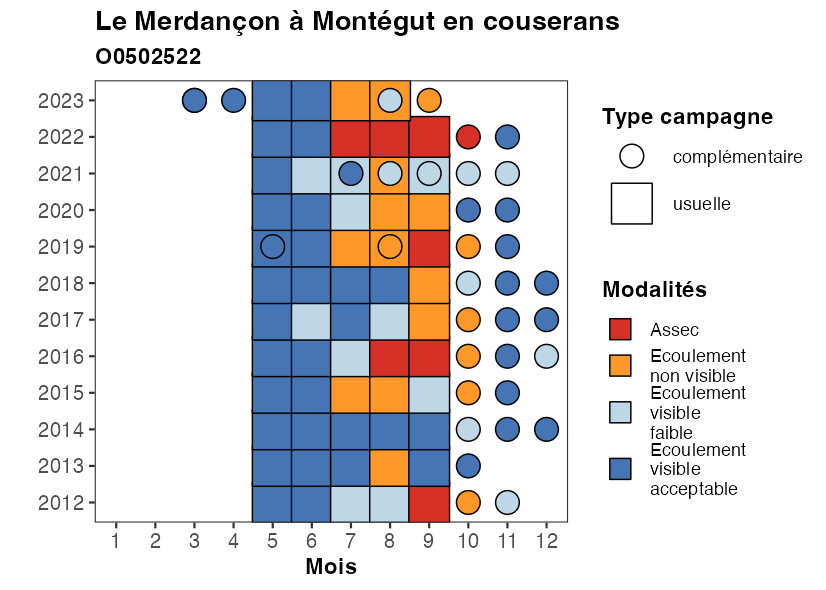 Le Merdançon à Montégut en couserans
O0502522
2023
2022
2021
2020
2019
2018
2017
2016
2015
2014
2013
2012
1 2 3 4 5 6 7 8 9 10 11 12
Mois
Type campagne
complémentaire
usuelle
Modalités
Assec
Ecoulement
non visible
Ecoulement
visible
faible
Ecoulement
visible
acceptable